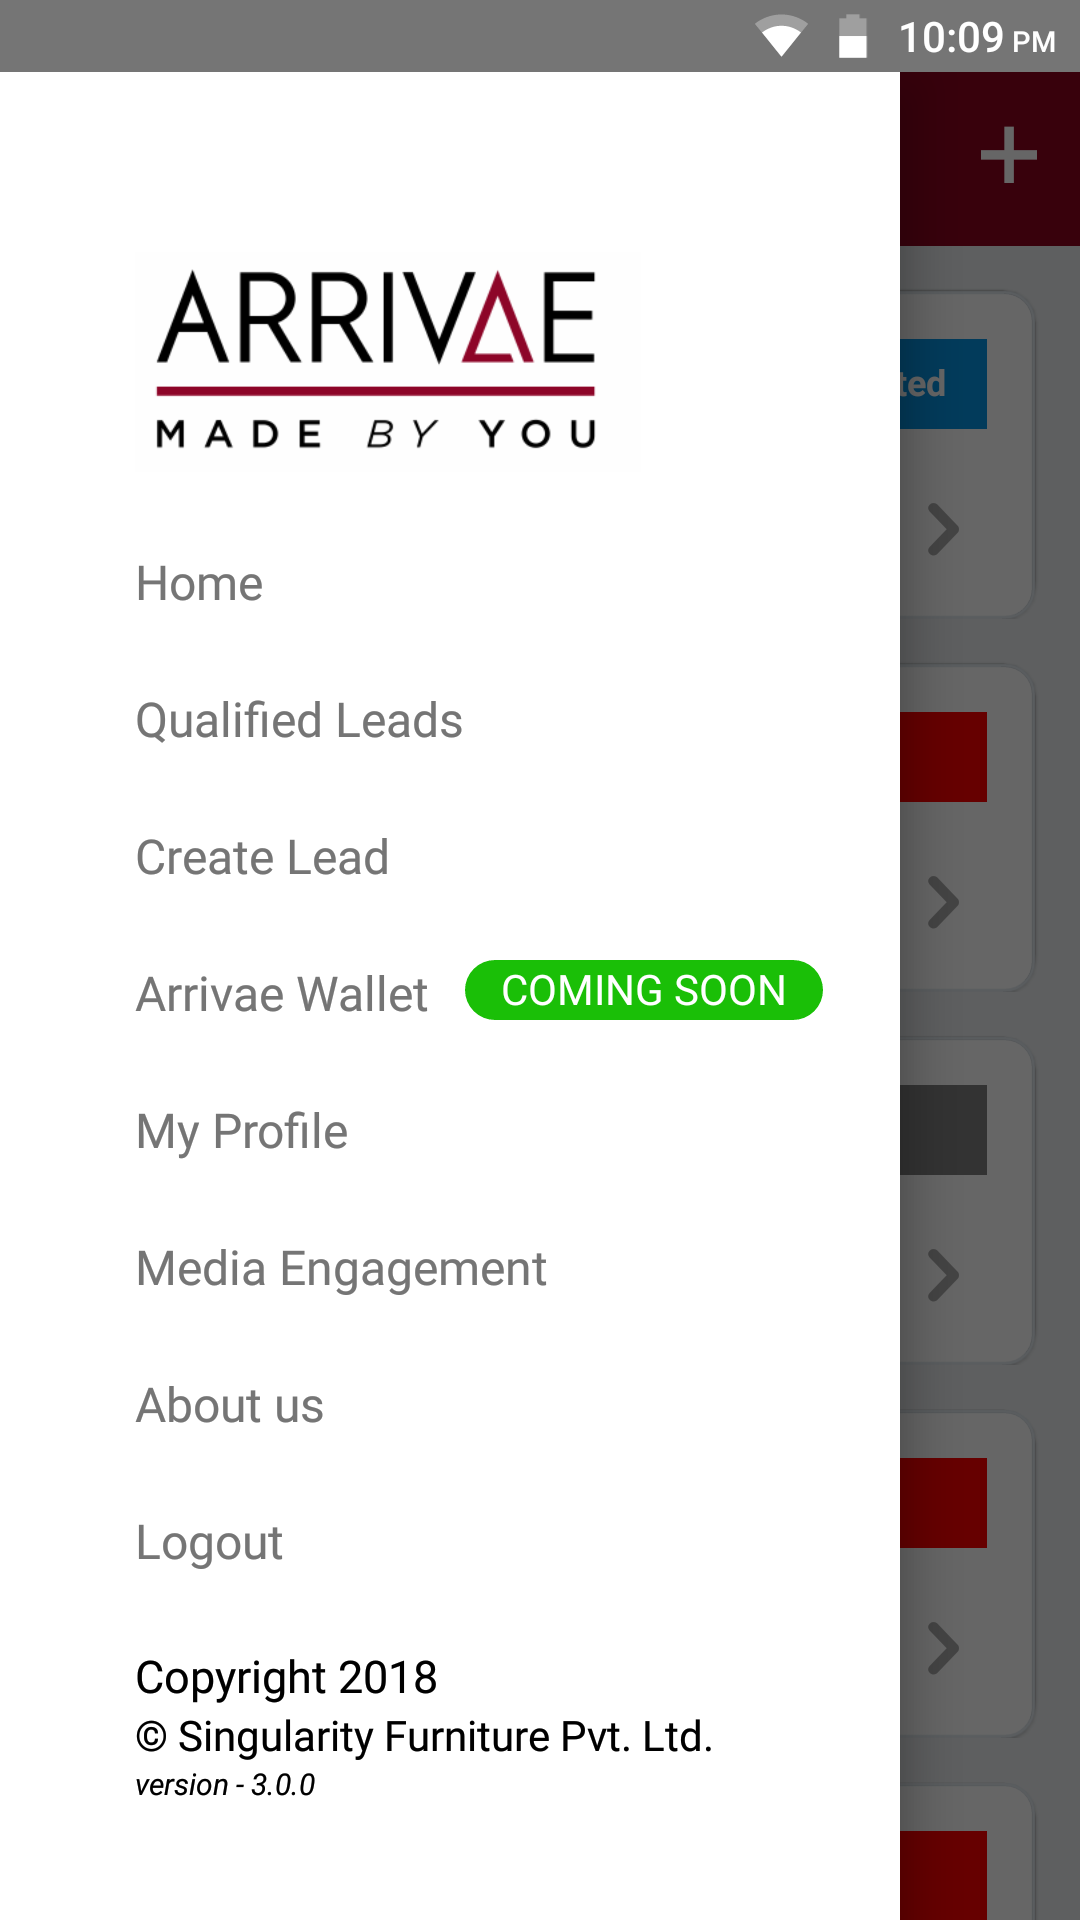 10:09 PM
ARRIVAE
MADE BY YOU
ted
Home
Qualified Leads
Create Lead
Arrivae Wallet COMING SOON
My Profile
Media Engagement
About us
Logout
Copyright 2018
© Singularity Furniture Pvt. Ltd.
version - 3.0.0